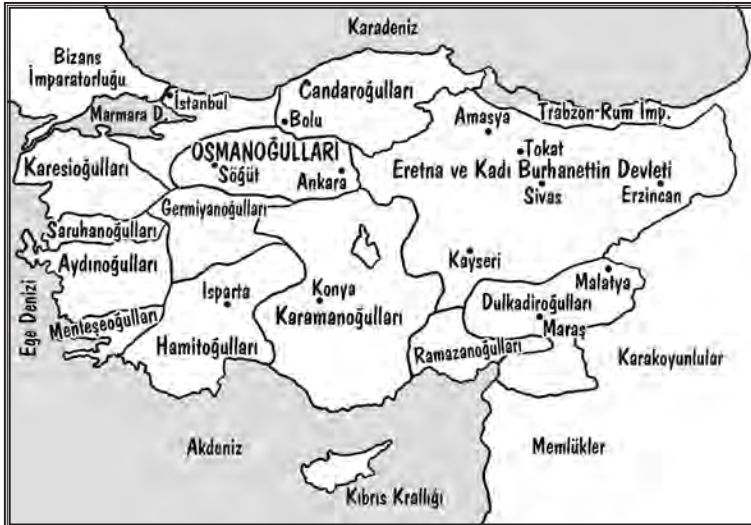 Karadeniz
Bizans
İmparatorluğu
Marmara D.
İstanbul
Candaroğulları
Bolu
Trabzon-Rum İmp.
Amasya
Tokat
OSMANOĞULLARI
Söğüt
Ankara
Karesioğulları
Eretna ve Kadı Burhanettin Devleti
Sivas
Erzincan
Germiyanoğulları
Saruhanoğulları
Aydınoğulları
Kayseri
Malatya
Isparta
Konya
Karamanoğulları
Dulkadiroğulları
Maraş
Ege Denizi
Menteşeoğulları
Hamitoğulları
Ramazanoğulları
Karakoyunlular
Akdeniz
Memlükler
Kıbrıs Krallığı